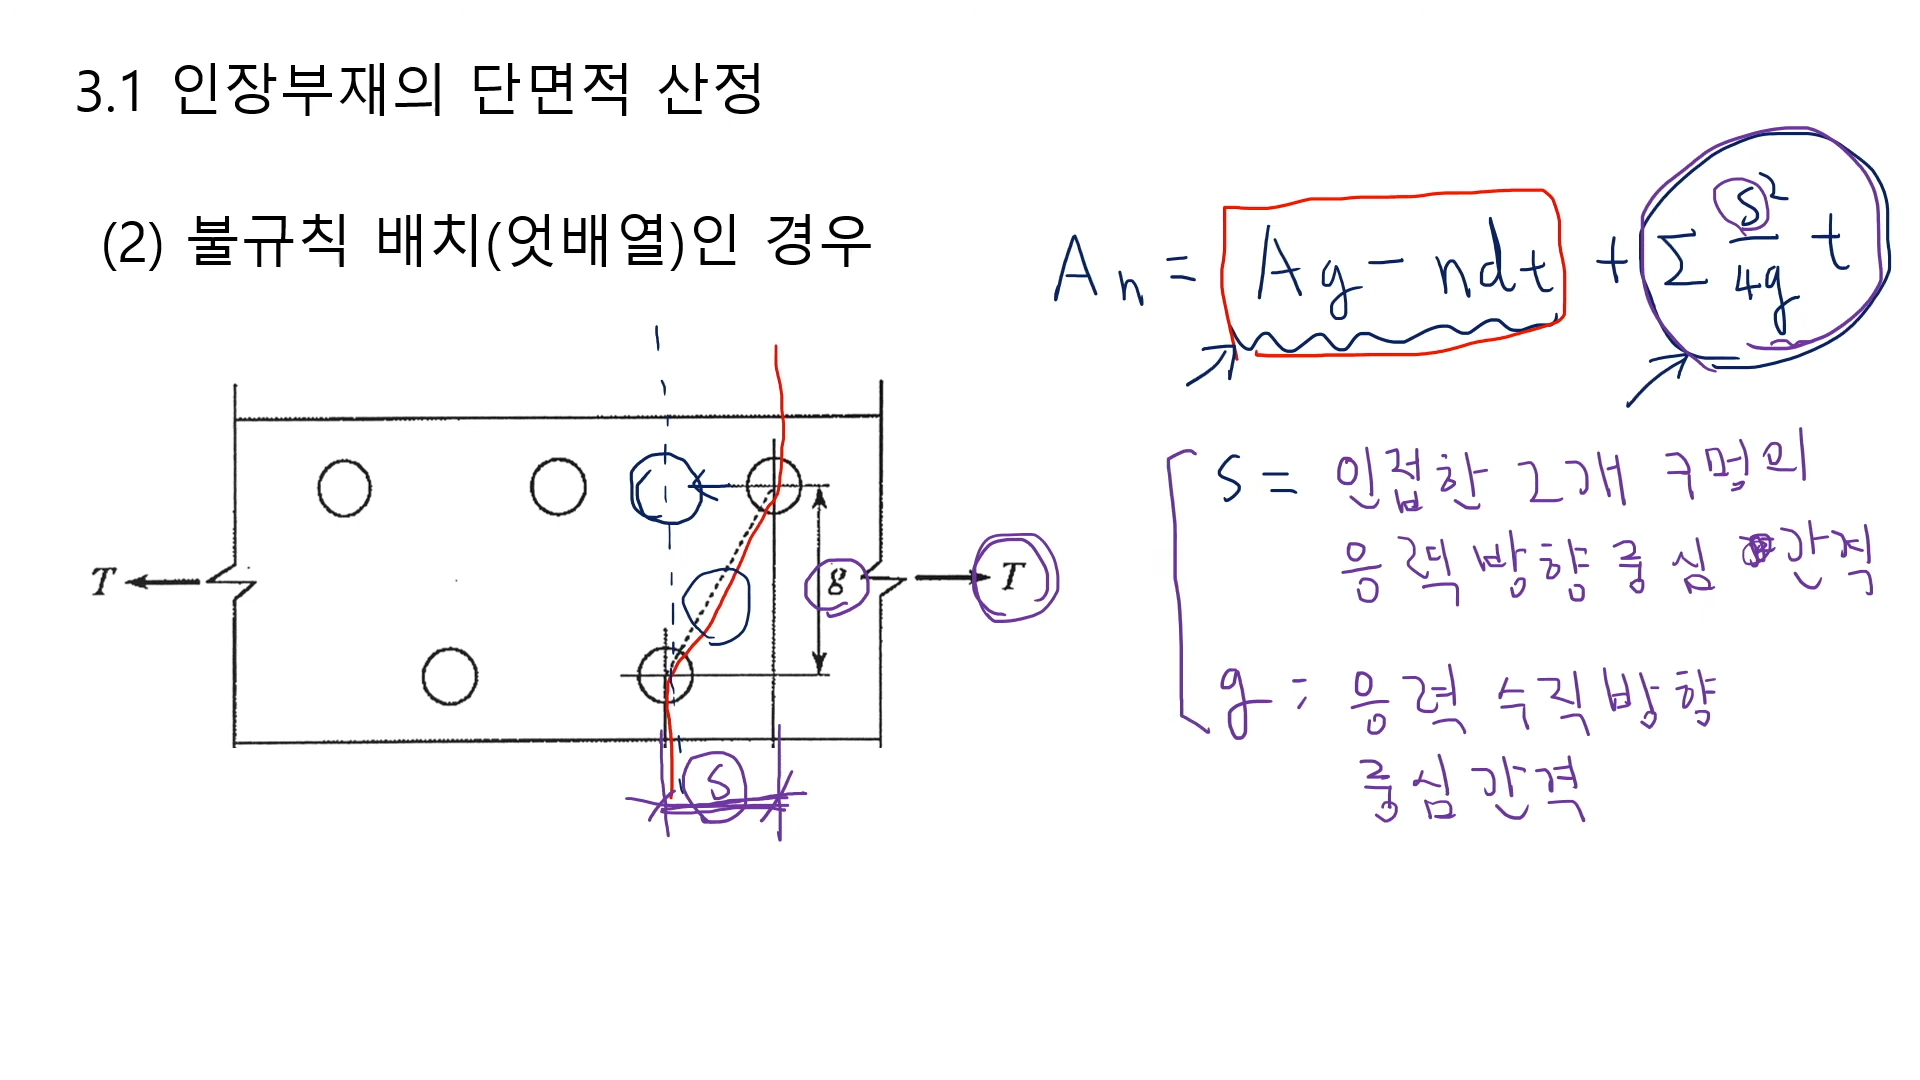 3.1 인장부재의 단면적 산정
(2) 불규칙 배치(엇배열)인 경우
An = Ag - ndt + Σ s²/4g t
s = 인접한 2개 구멍의
응력방향 중심 간격
g : 응력 수직방향
중심간격
T
g
T
s